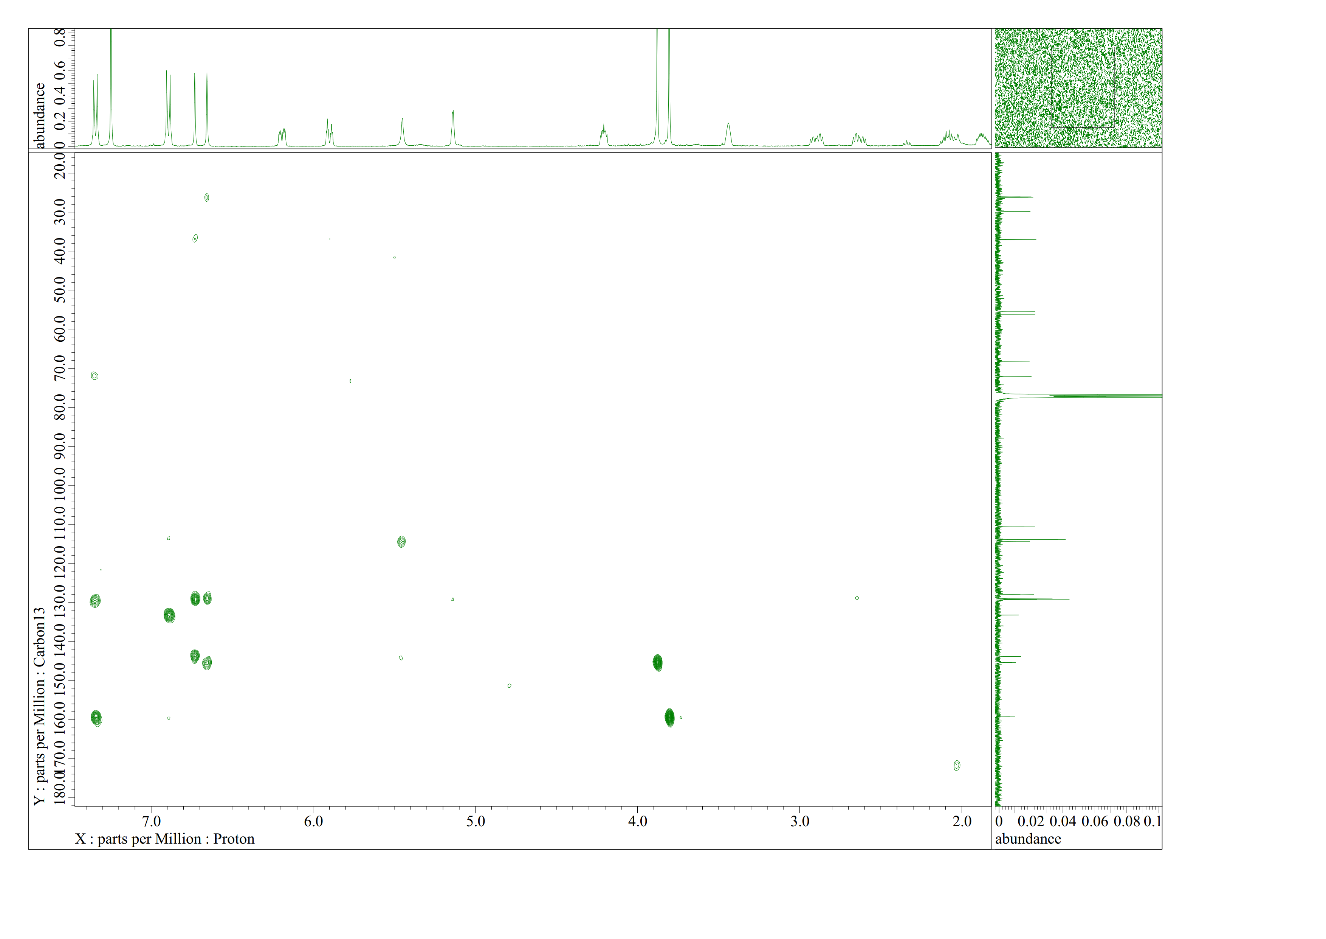 abundance
0 0.2 0.4 0.6 0.8
20.0 30.0 40.0 50.0 60.0 70.0 80.0 90.0 100.0 110.0 120.0 130.0 140.0 150.0 160.0 170.0 180.0
Y : parts per Million : Carbon13
7.0 6.0 5.0 4.0 3.0 2.0
X : parts per Million : Proton
0 0.02 0.04 0.06 0.08 0.1
abundance